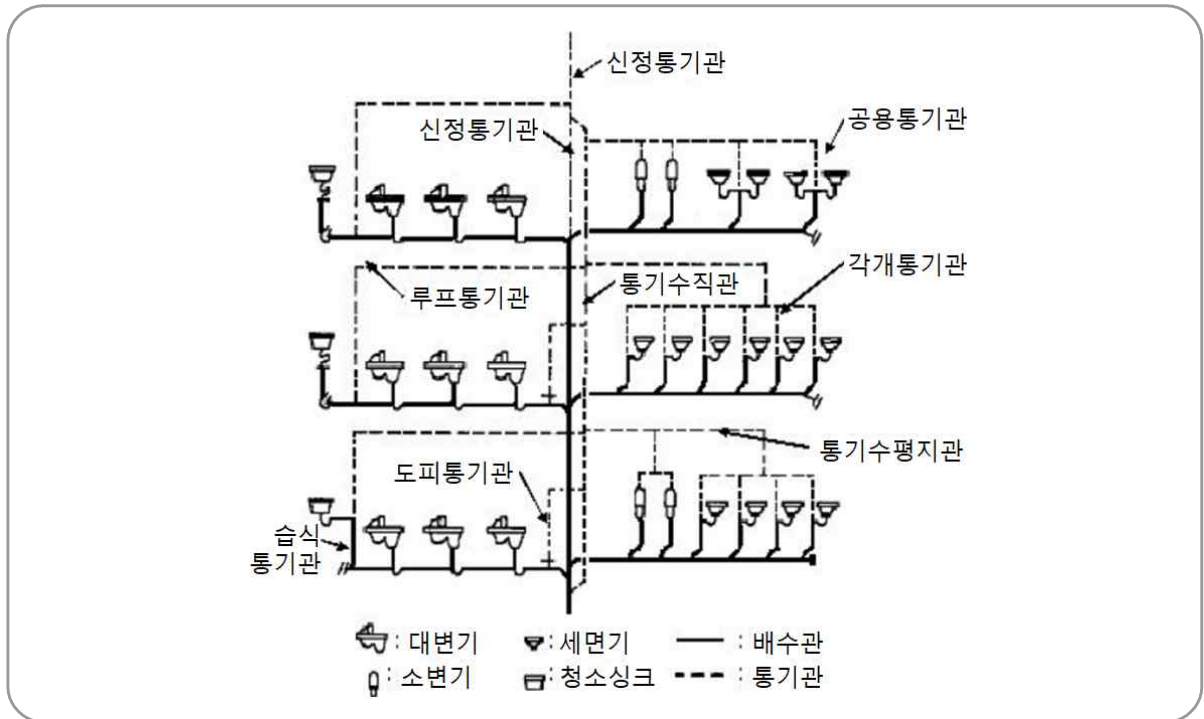 신정통기관
신정통기관
공용통기관
루프통기관
통기수직관
각개통기관
도피통기관
통기수평지관
습식
통기관
: 대변기
: 세면기
: 배수관
: 소변기
: 청소싱크
: 통기관